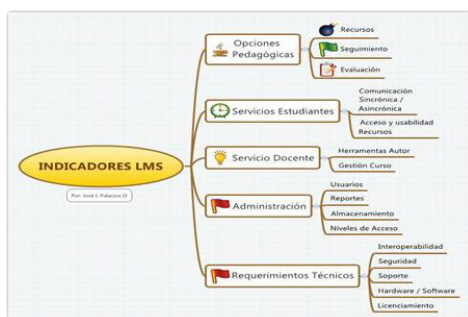 INDICADORES LMS
Por: José I. Palacios O.
Opciones
Pedagógicas
Recursos
Seguimiento
Evaluación
Servicios Estudiantes
Comunicación
Sincrónica /
Asincrónica
Acceso y usabilidad
Recursos
Servicio Docente
Herramentas Autor
Gestión Curso
Administración
Usuarios
Reportes
Almacenamiento
Niveles de Acceso
Requerimientos Técnicos
Interoperabilidad
Seguridad
Soporte
Hardware / Software
Licenciamiento